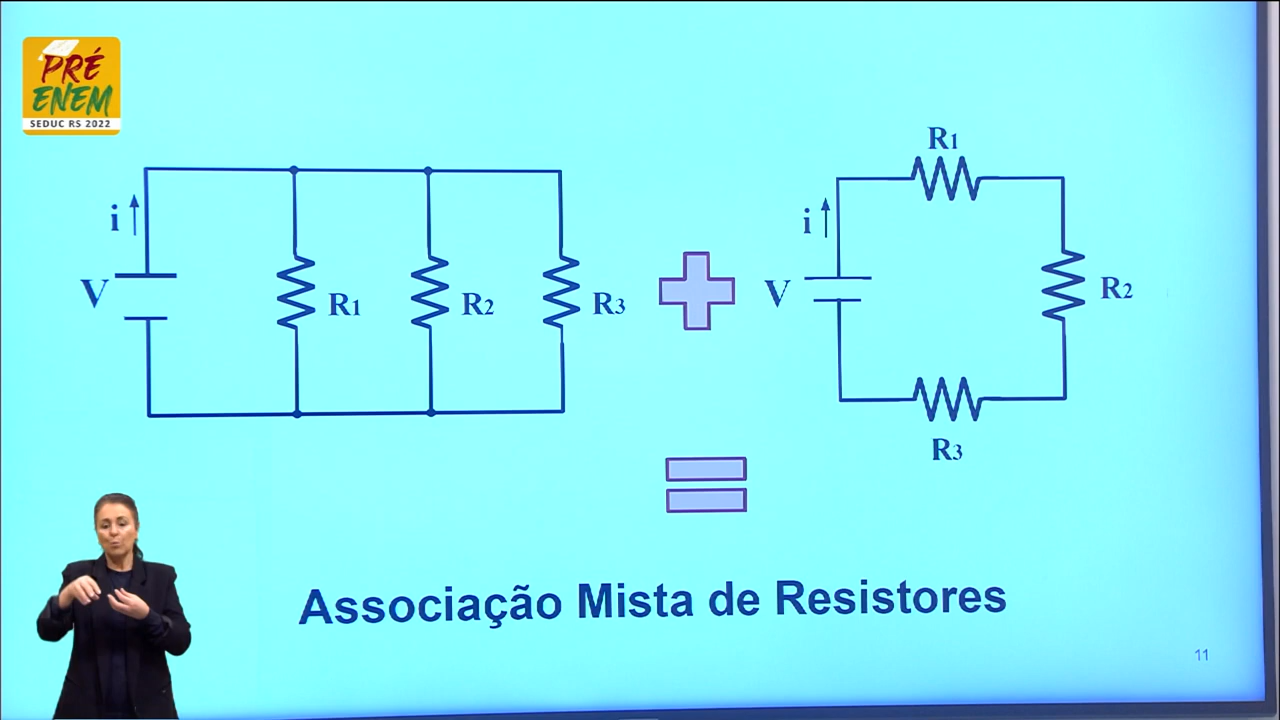 PRÉ
ENEM
SEDUC RS 2022
i
V
R1
R2
R3
i
V
R1
R2
R3
Associação Mista de Resistores
11